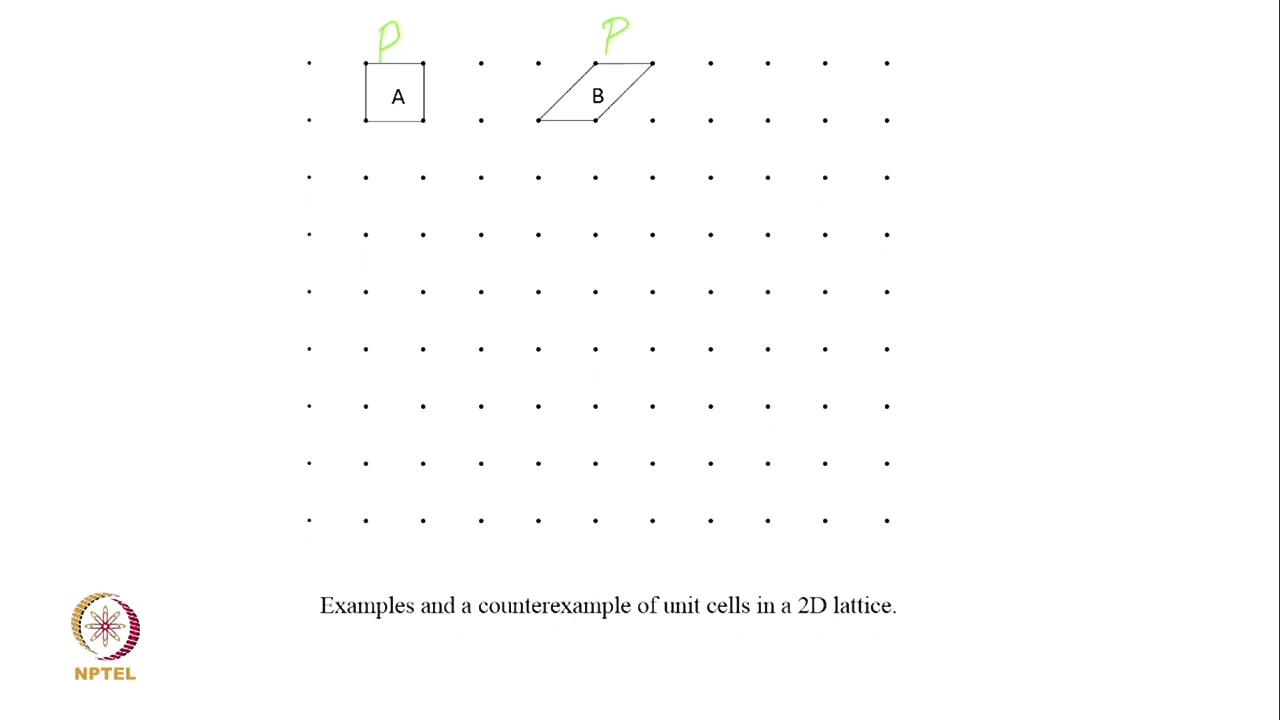 P P
A B
Examples and a counterexample of unit cells in a 2D lattice.
NPTEL